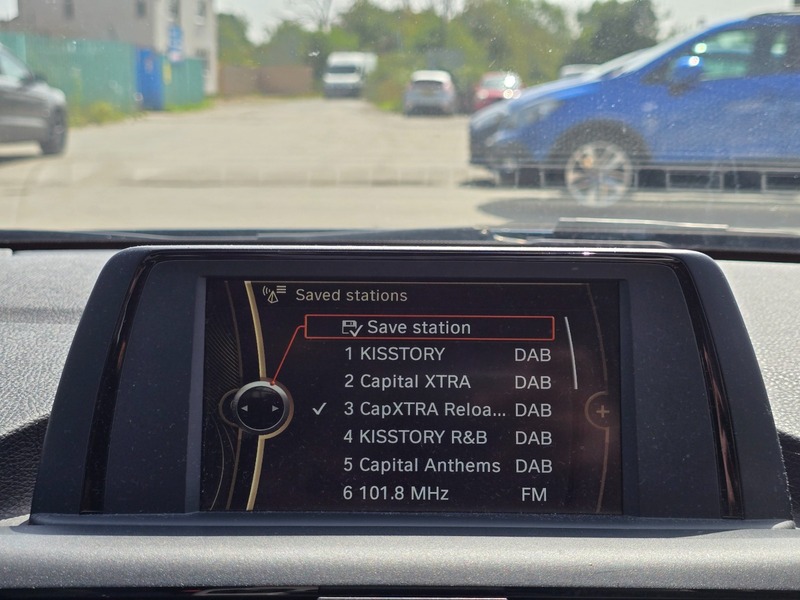 Saved stations
Save station
1 KISSTORY DAB
2 Capital XTRA DAB
3 CapXTRA Reloa... DAB
4 KISSTORY R&B DAB
5 Capital Anthems DAB
6 101.8 MHz FM